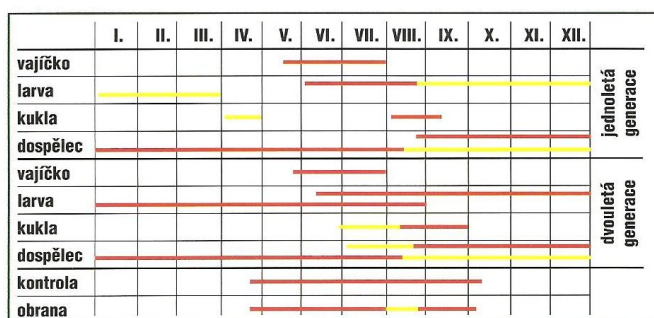 I. II. III. IV. V. VI. VII. VIII. IX. X. XI. XII.
vajíčko
larva
kukla
dospělec
jednoletá
generace
vajíčko
larva
kukla
dospělec
dvouletá
generace
kontrola
obrana